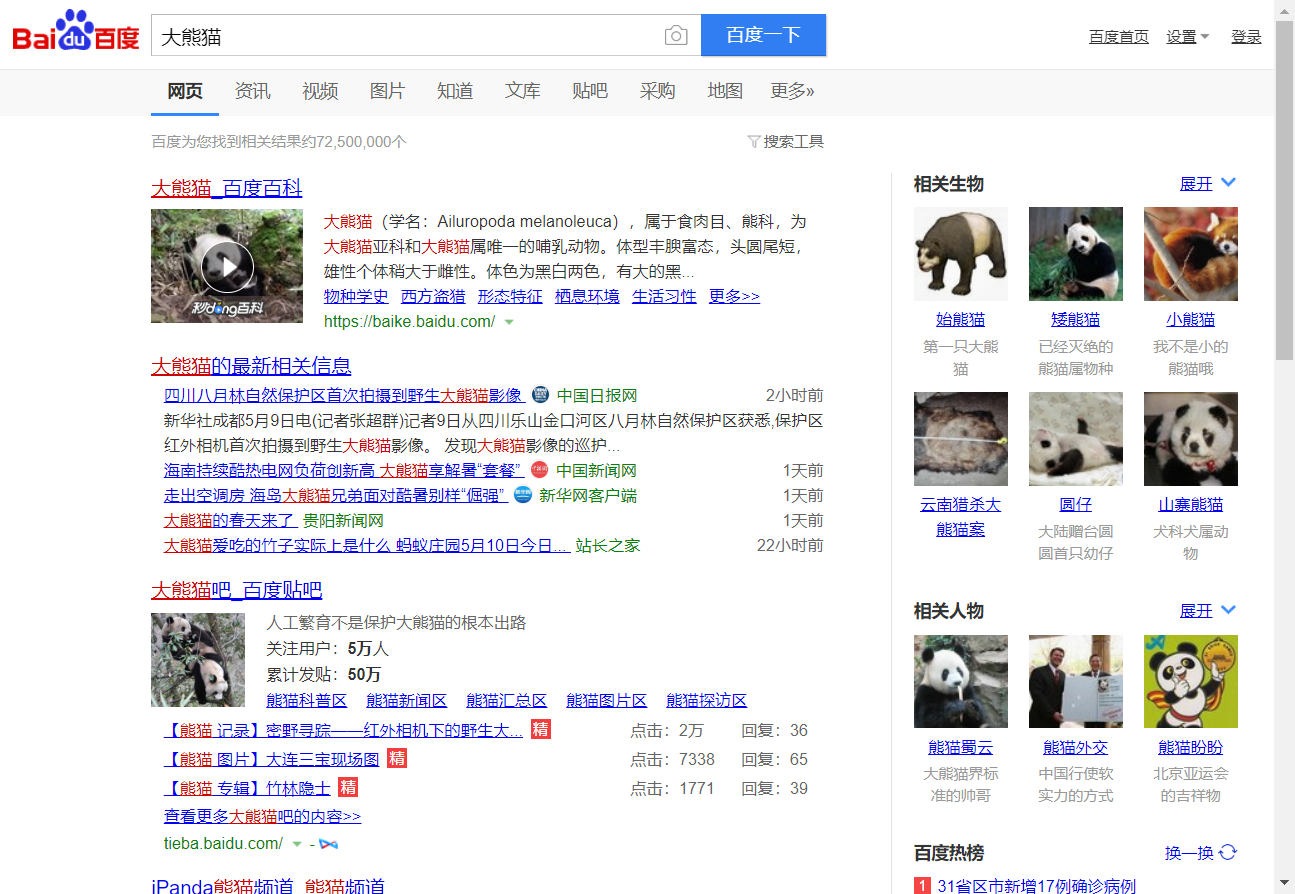 Baidu百度
大熊猫
百度一下
百度首页 设置 登录
网页 资讯 视频 图片 知道 文库 贴吧 采购 地图 更多»
百度为您找到相关结果约72,500,000个
搜索工具
大熊猫_百度百科
秒dong百科
大熊猫（学名：Ailuropoda melanoleuca），属于食肉目、熊科，为
大熊猫亚科和大熊猫属唯一的哺乳动物。体型丰腴富态，头圆尾短，
雄性个体稍大于雌性。体色为黑白两色，有大的黑...
物种学史 西方盗猎 形态特征 栖息环境 生活习性 更多>>
https://baike.baidu.com/
大熊猫的最新相关信息
四川八月林自然保护区首次拍摄到野生大熊猫影像 中国日报网 2小时前
新华社成都5月9日电(记者张超群)记者9日从四川乐山金口河区八月林自然保护区获悉,保护区
红外相机首次拍摄到野生大熊猫影像。 发现大熊猫影像的巡护...
海南持续酷热电网负荷创新高 大熊猫享解暑“套餐” 中国新闻网 1天前
走出空调房 海岛大熊猫兄弟面对酷暑别样“倔强” 新华网客户端 1天前
大熊猫的春天来了 贵阳新闻网 1天前
大熊猫爱吃的竹子实际上是什么 蚂蚁庄园5月10日今日... 站长之家 22小时前
大熊猫吧_百度贴吧
人工繁育不是保护大熊猫的根本出路
关注用户：5万人
累计发贴：50万
熊猫科普区 熊猫新闻区 熊猫汇总区 熊猫图片区 熊猫探访区
【熊猫 记录】密野寻踪——红外相机下的野生大... 精 点击：2万 回复：36
【熊猫 图片】大连三宝现场图 精 点击：7338 回复：65
【熊猫 专辑】竹林隐士 精 点击：1771 回复：39
查看更多大熊猫吧的内容>>
tieba.baidu.com/ -
iPanda熊猫频道_熊猫频道
相关生物 展开
始熊猫 矮熊猫 小熊猫
第一只大熊 已经灭绝的 我不是小的
猫 熊猫属物种 熊猫哦
云南猎杀大 圆仔 山寨熊猫
熊猫案 大陆赠台圆 犬科犬属动
圆首只幼仔 物
相关人物 展开
熊猫蜀云 熊猫外交 熊猫盼盼
大熊猫界标 中国行使软 北京亚运会
准的帅哥 实力的方式 的吉祥物
百度热榜 换一换
1 31省区市新增17例确诊病例